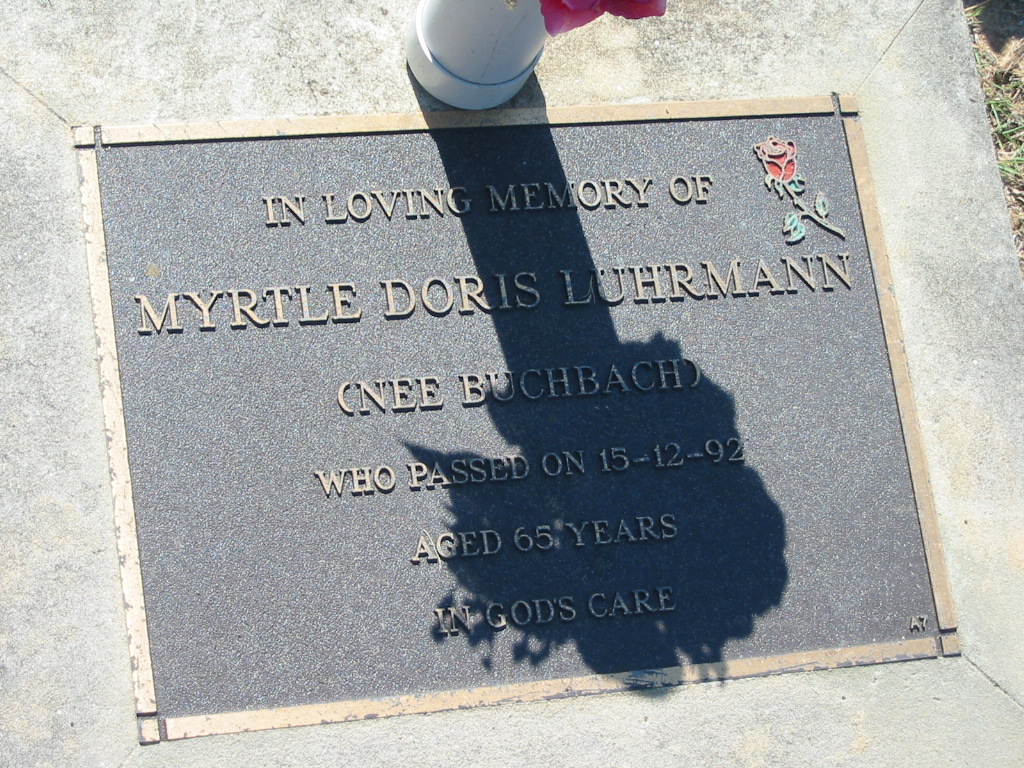 IN LOVING MEMORY OF
MYRTLE DORIS LUHRMANN
(NEE BUCHBACH)
WHO PASSED ON 15-12-92
AGED 65 YEARS
IN GOD'S CARE
A7